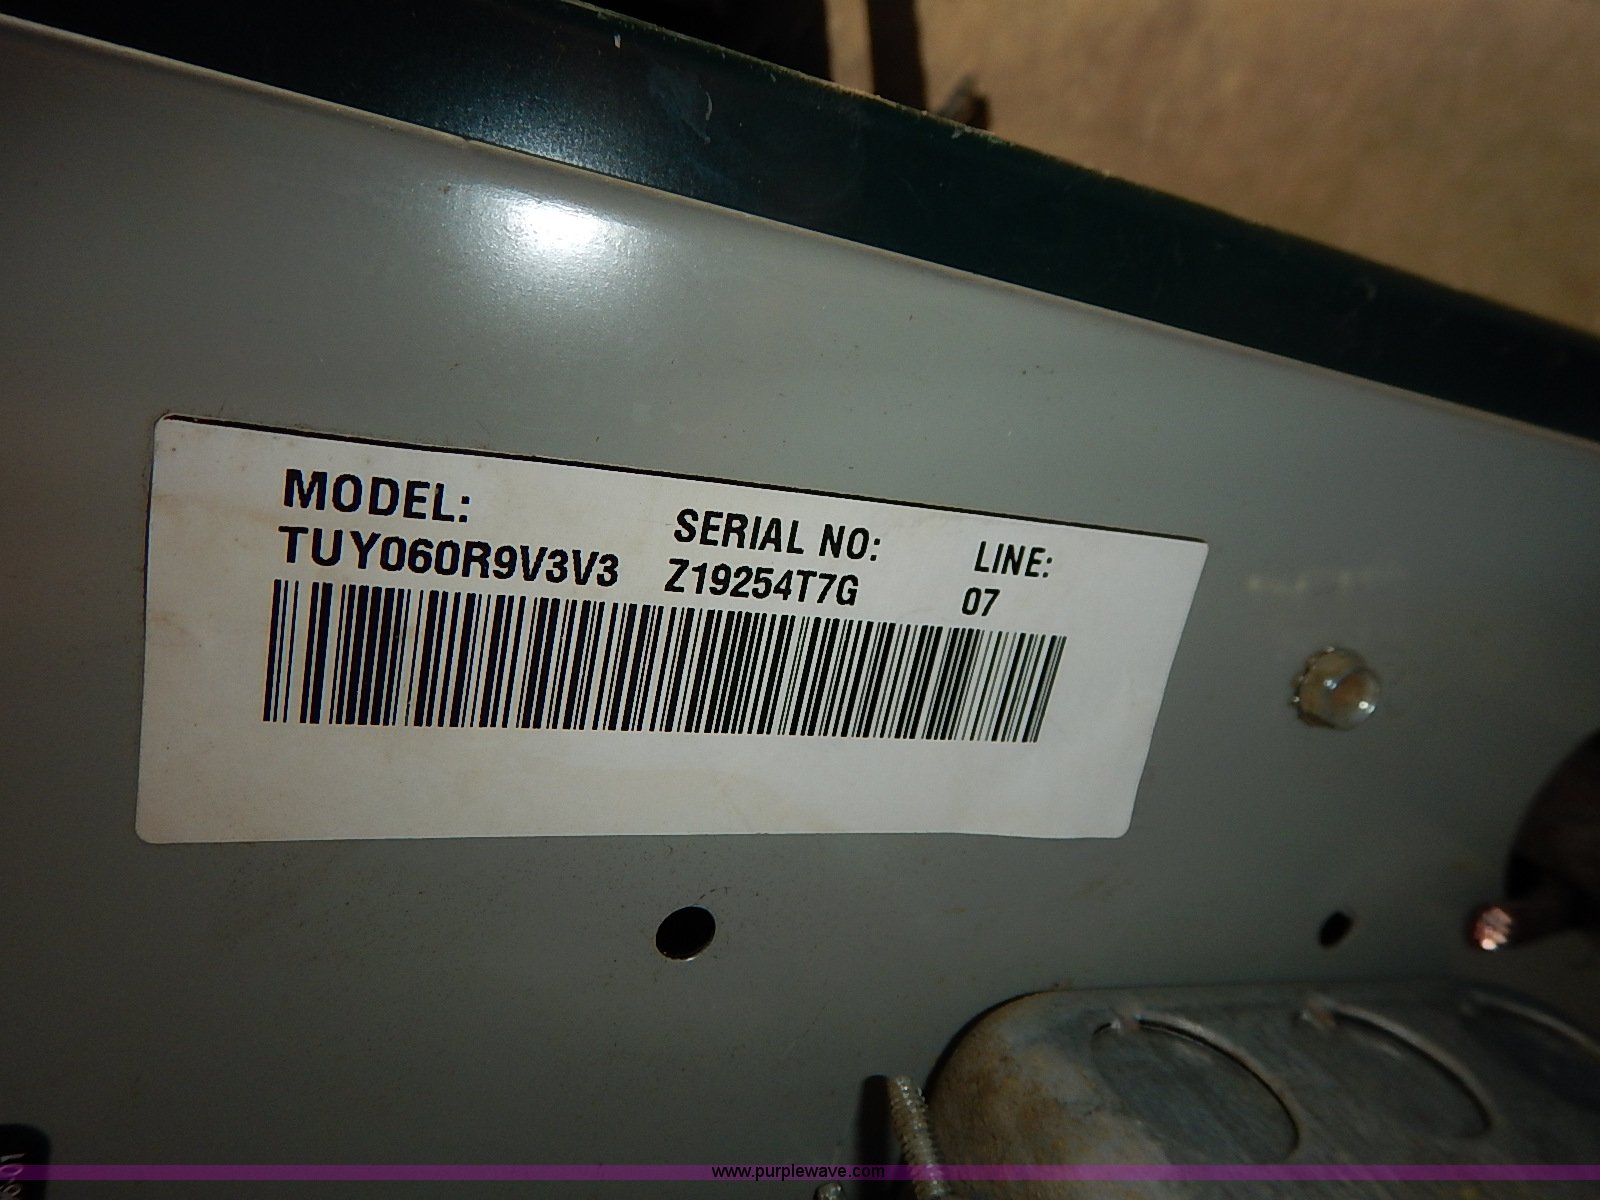 MODEL:
TUY060R9V3V3
SERIAL NO:
Z19254T7G
LINE:
07
www.purplewave.com